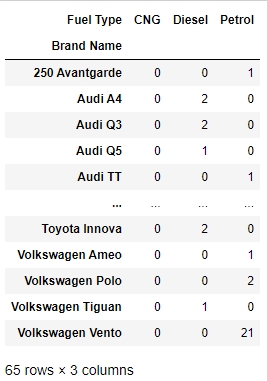 Fuel Type CNG Diesel Petrol
Brand Name
250 Avantgarde 0 0 1
Audi A4 0 2 0
Audi Q3 0 2 0
Audi Q5 0 1 0
Audi TT 0 0 1
... ... ... ...
Toyota Innova 0 2 0
Volkswagen Ameo 0 0 1
Volkswagen Polo 0 0 2
Volkswagen Tiguan 0 1 0
Volkswagen Vento 0 0 21
65 rows × 3 columns